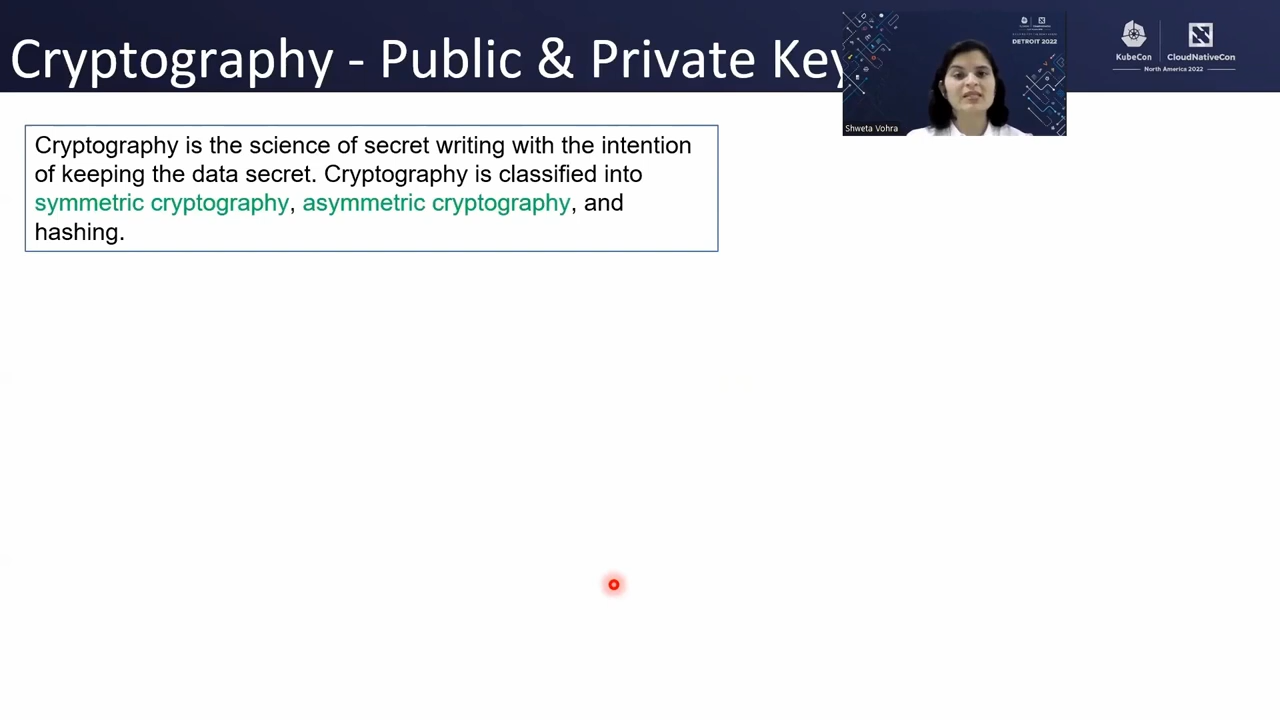 Cryptography - Public & Private Key
DETROIT 2022
Shweta Vohra
KubeCon
CloudNativeCon
North America 2022
Cryptography is the science of secret writing with the intention
of keeping the data secret. Cryptography is classified into
symmetric cryptography, asymmetric cryptography, and
hashing.